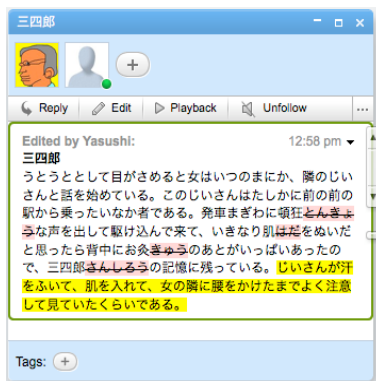 三四郎
Reply Edit Playback Unfollow ...
Edited by Yasushi: 12:58 pm
三四郎
うとうととして目がさめると女はいつのまにか、隣のじい
さんと話を始めている。このじいさんはたしかに前の前の
駅から乗ったいなか者である。発車まぎわに頓狂とんきょ
うな声を出して駆け込んで来て、いきなり肌はだをぬいだ
と思ったら背中にお灸きゅうのあとがいっぱいあったの
で、三四郎さんしろうの記憶に残っている。じいさんが汗
をふいて、肌を入れて、女の隣に腰をかけたまでよく注意
して見ていたくらいである。
Tags: